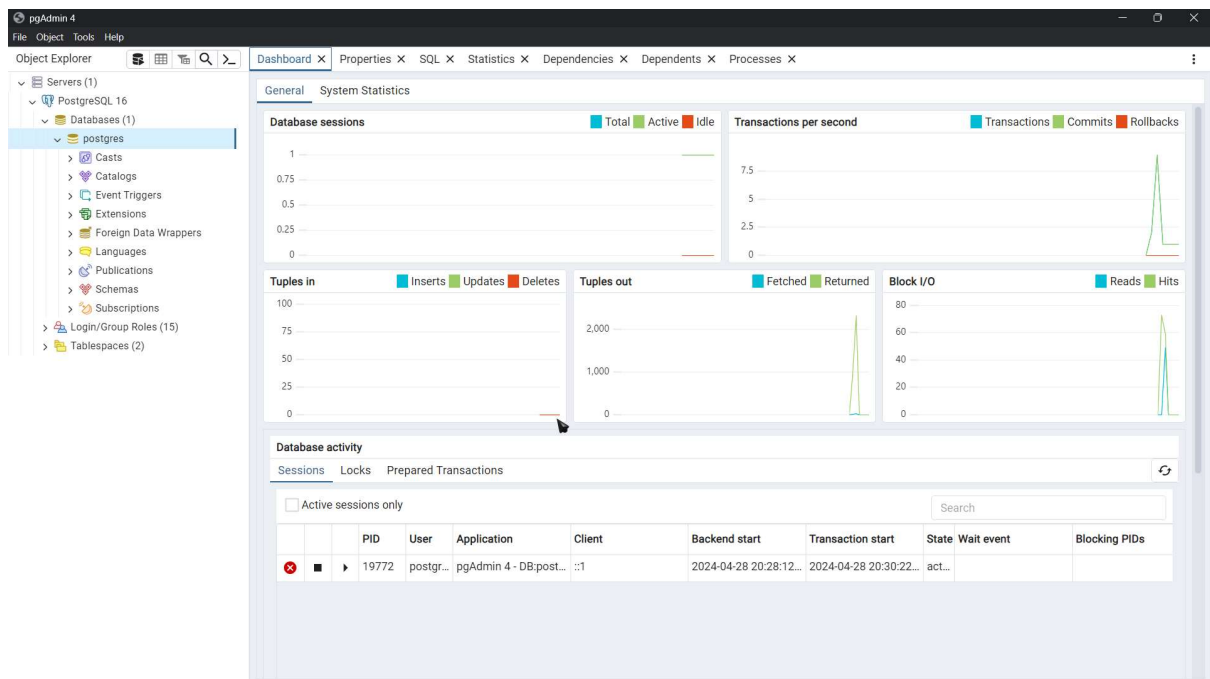 pgAdmin 4
File Object Tools Help
Object Explorer
Dashboard Properties SQL Statistics Dependencies Dependents Processes
Servers (1)
PostgreSQL 16
Databases (1)
postgres
Casts
Catalogs
Event Triggers
Extensions
Foreign Data Wrappers
Languages
Publications
Schemas
Subscriptions
Login/Group Roles (15)
Tablespaces (2)
General System Statistics
Database sessions Total Active Idle
1
0.75
0.5
0.25
0
Transactions per second Transactions Commits Rollbacks
7.5
5
2.5
0
Tuples in Inserts Updates Deletes
100
75
50
25
0
Tuples out Fetched Returned
2,000
1,000
0
Block I/O Reads Hits
80
60
40
20
0
Database activity
Sessions Locks Prepared Transactions
Active sessions only Search
PID User Application Client Backend start Transaction start State Wait event Blocking PIDs
19772 postgr... pgAdmin 4 - DB:post... ::1 2024-04-28 20:28:12... 2024-04-28 20:30:22... act...